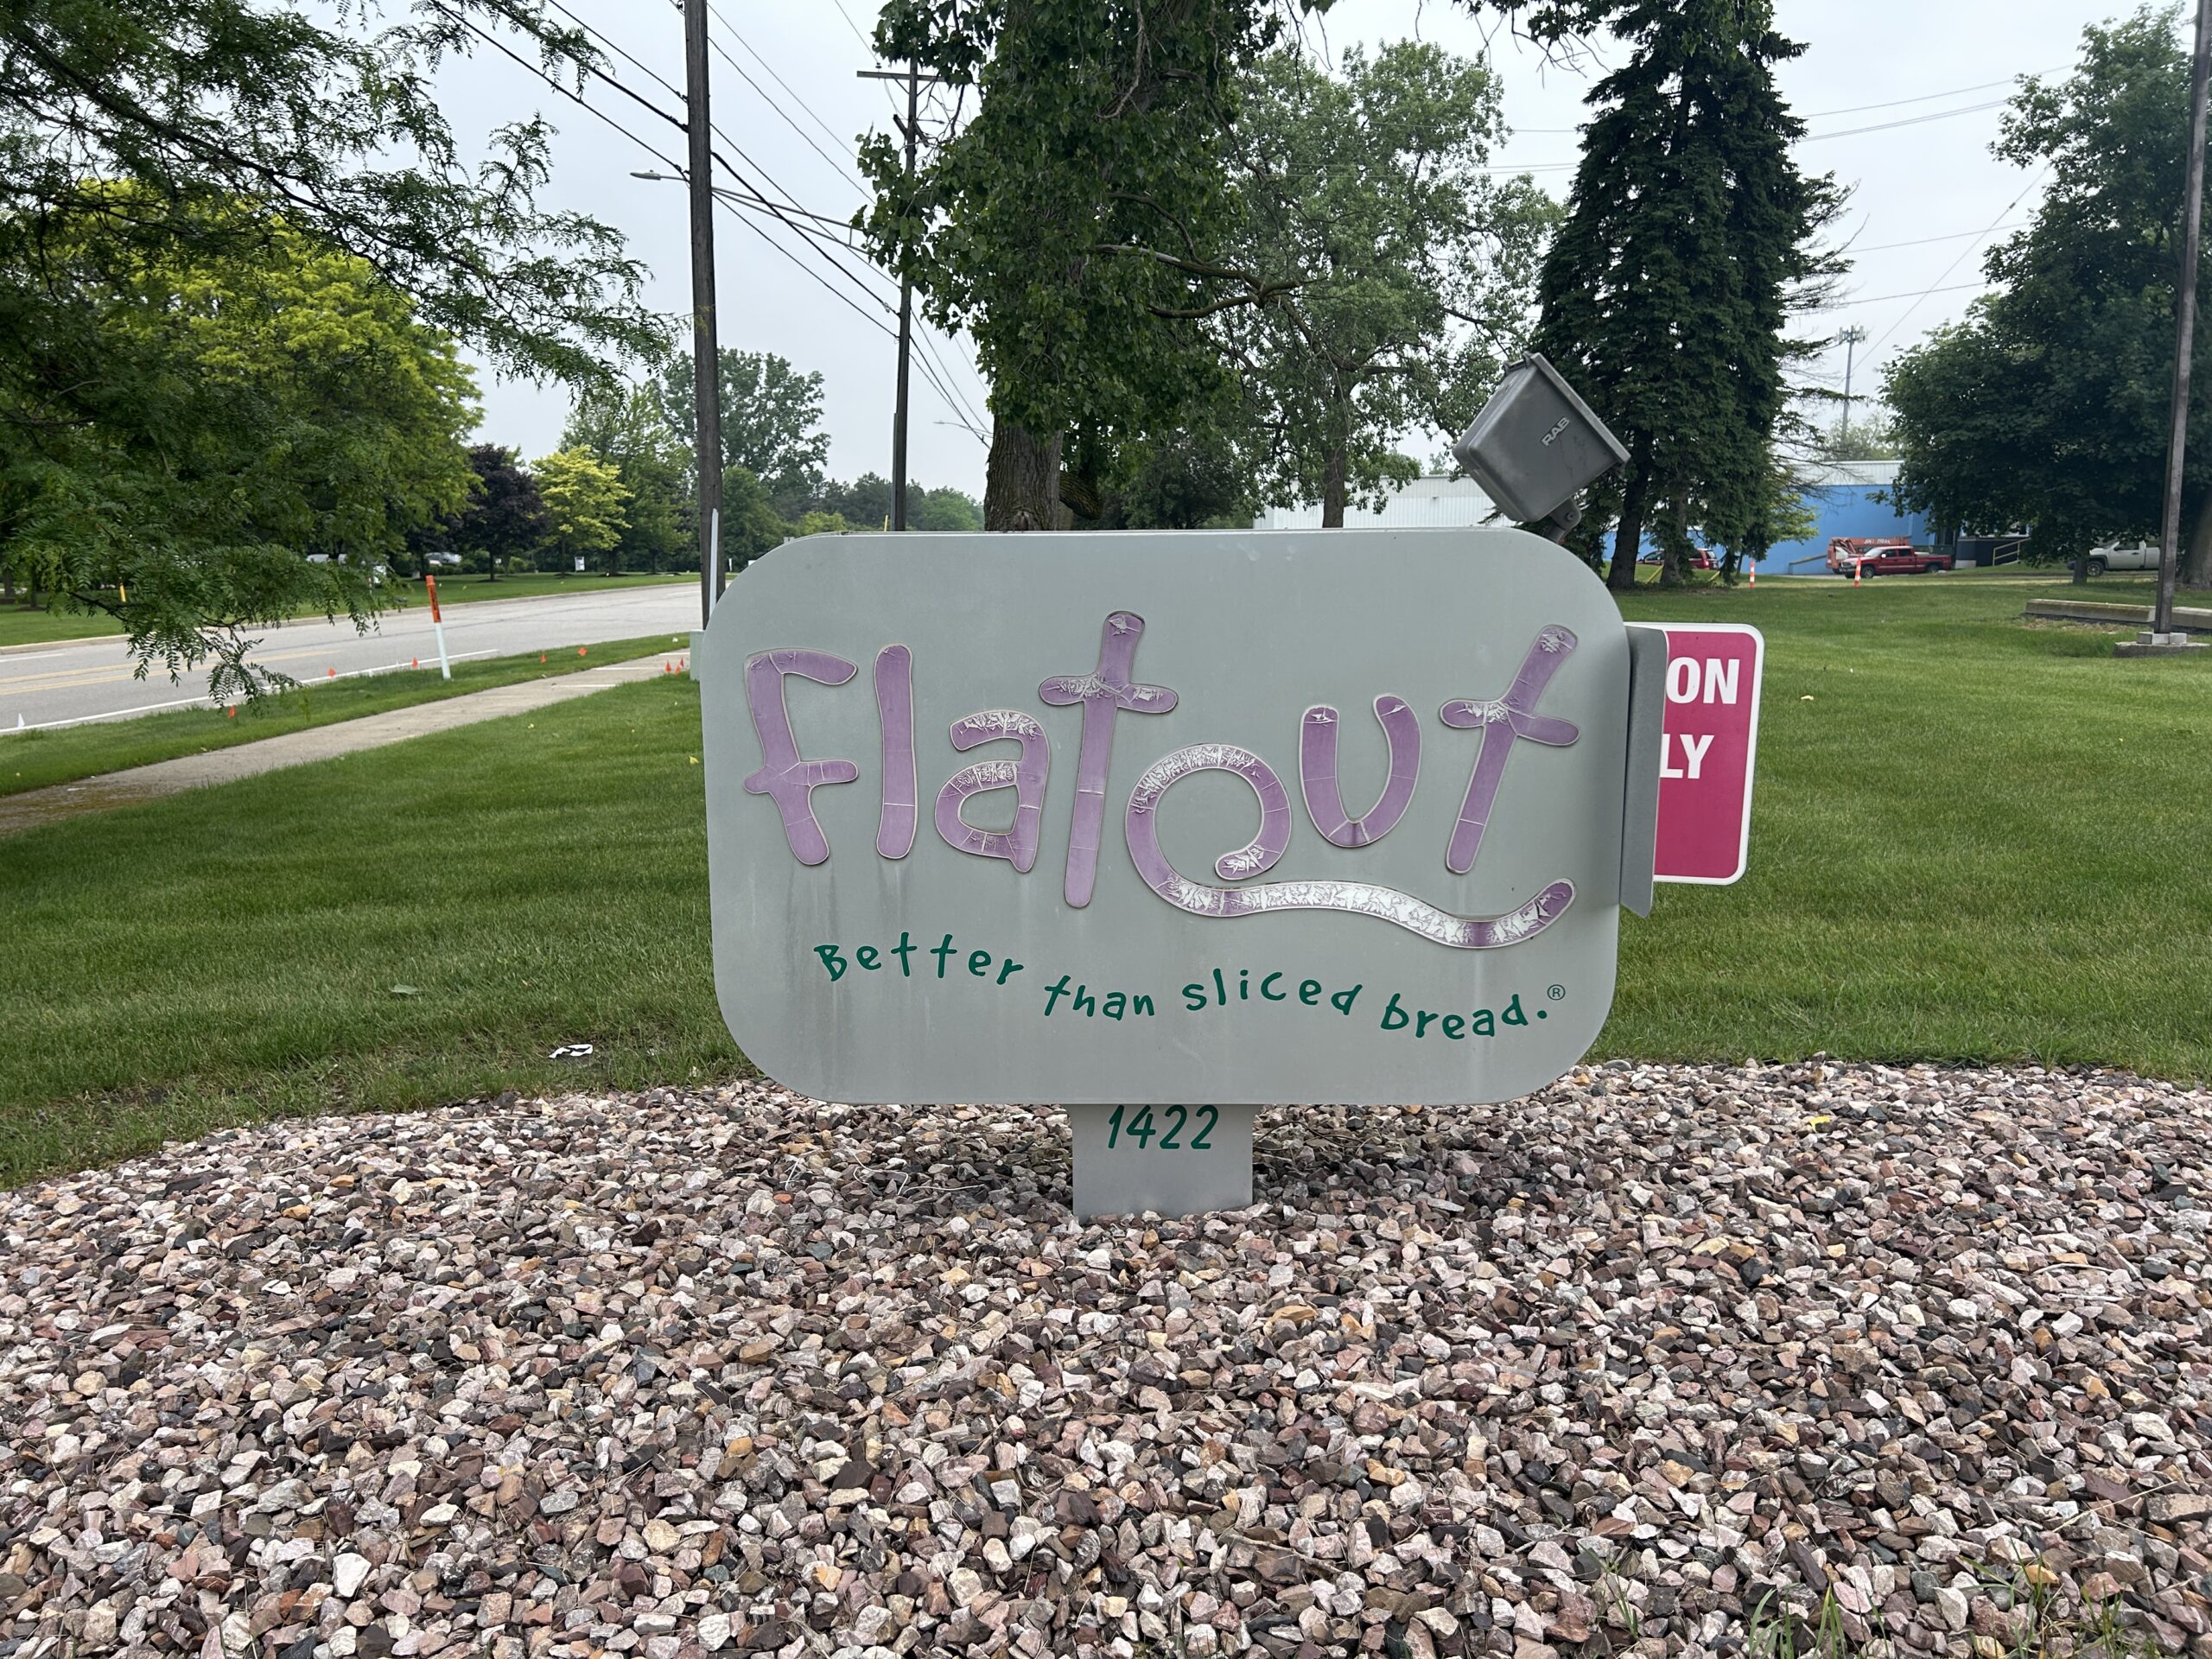 Flatout
Better than sliced bread.®
1422
RAB
ON
LY